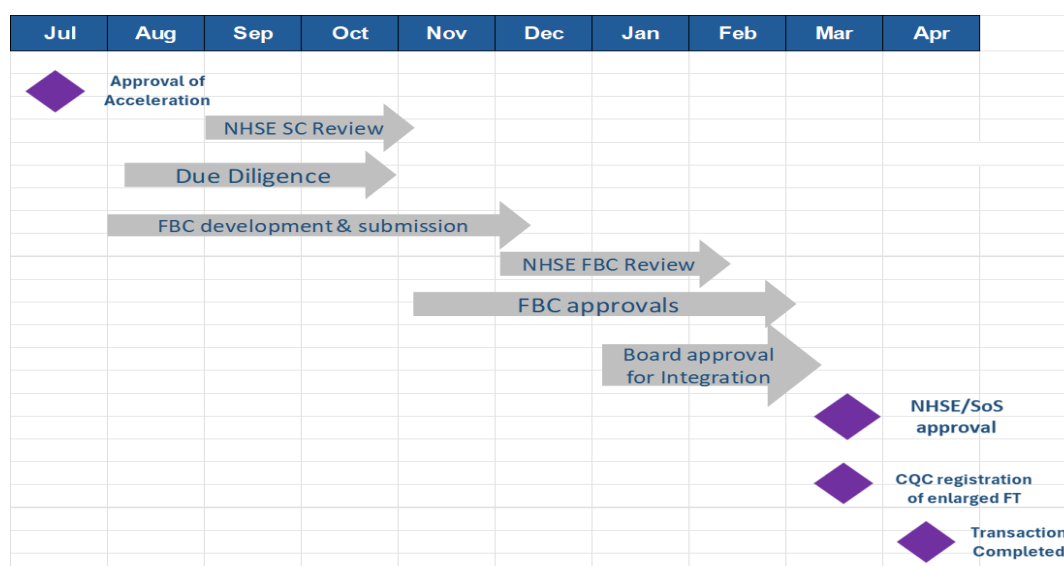 Jul Aug Sep Oct Nov Dec Jan Feb Mar Apr
Approval of
Acceleration
NHSE SC Review
Due Diligence
FBC development & submission
NHSE FBC Review
FBC approvals
Board approval
for Integration
NHSE/SoS
approval
CQC registration
of enlarged FT
Transaction
Completed